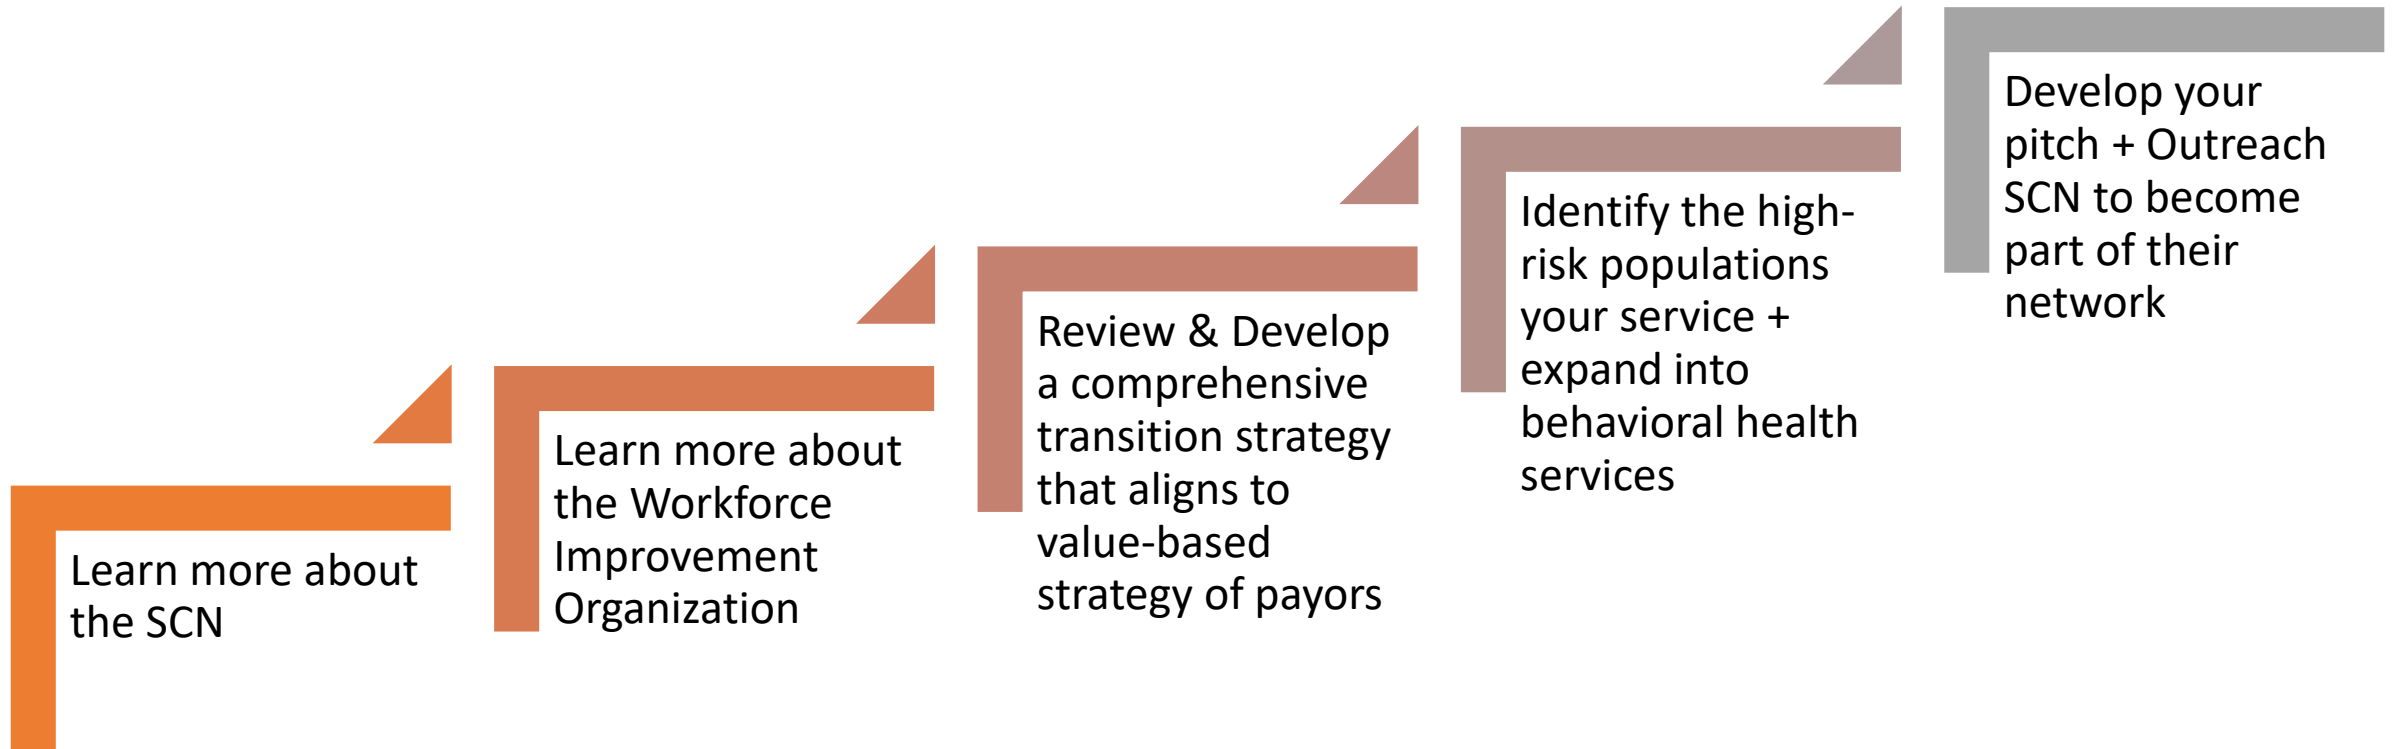 Learn more about
the SCN
Learn more about
the Workforce
Improvement
Organization
Review & Develop
a comprehensive
transition strategy
that aligns to
value-based
strategy of payors
Identify the high-
risk populations
your service +
expand into
behavioral health
services
Develop your
pitch + Outreach
SCN to become
part of their
network